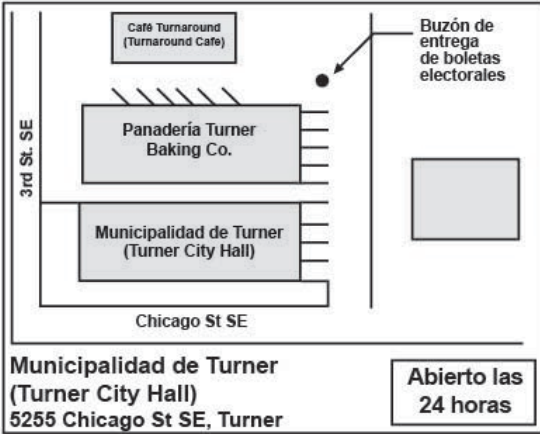 Café Turnaround
(Turnaround Cafe)
Buzón de
entrega
de boletas
electorales
3rd St. SE
Panadería Turner
Baking Co.
Municipalidad de Turner
(Turner City Hall)
Chicago St SE
Municipalidad de Turner
(Turner City Hall)
5255 Chicago St SE, Turner
Abierto las
24 horas